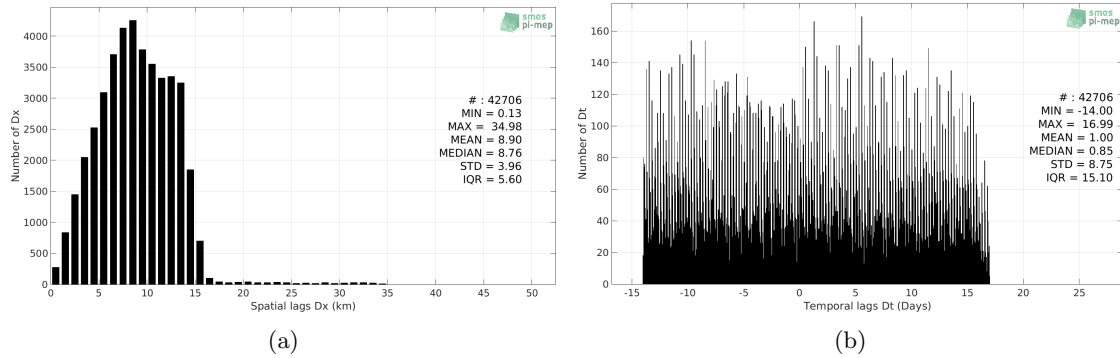 smos
pi-mep
4000
3500
3000
2500
2000
1500
1000
500
0
Number of Dx
# : 42706
MIN = 0.13
MAX = 34.98
MEAN = 8.90
MEDIAN = 8.76
STD = 3.96
IQR = 5.60
0 5 10 15 20 25 30 35 40 45 50
Spatial lags Dx (km)
(a)
smos
pi-mep
160
140
120
100
80
60
40
20
0
Number of Dt
# : 42706
MIN = -14.00
MAX = 16.99
MEAN = 1.00
MEDIAN = 0.85
STD = 8.75
IQR = 15.10
-15 -10 -5 0 5 10 15 20 25
Temporal lags Dt (Days)
(b)